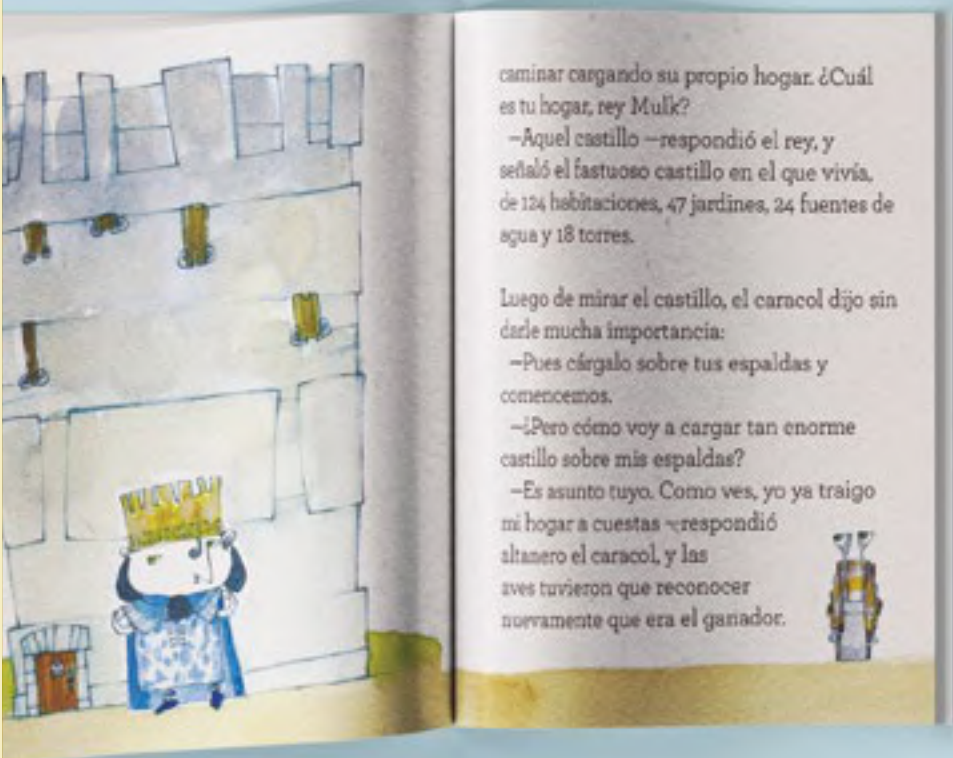 caminar cargando su propio hogar. ¿Cuál
es tu hogar, rey Mulk?
—Aquel castillo —respondió el rey, y
señaló el fastuoso castillo en el que vivía,
de 124 habitaciones, 47 jardines, 24 fuentes de
agua y 18 torres.
Luego de mirar el castillo, el caracol dijo sin
darle mucha importancia:
—Pues cárgalo sobre tus espaldas y
comencemos.
—¿Pero cómo voy a cargar tan enorme
castillo sobre mis espaldas?
—Es asunto tuyo. Como ves, yo ya traigo
mi hogar a cuestas —respondió
altanero el caracol, y las
aves tuvieron que reconocer
nuevamente que era el ganador.